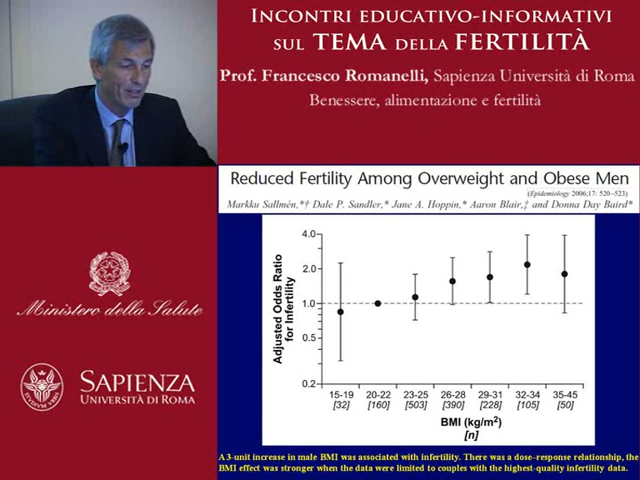 INCONTRI EDUCATIVO-INFORMATIVI
SUL TEMA DELLA FERTILITÀ
Prof. Francesco Romanelli, Sapienza Università di Roma
Benessere, alimentazione e fertilità
Reduced Fertility Among Overweight and Obese Men
(Epidemiology 2006;17: 520–523)
Markku Sallmén,*† Dale P. Sandler,* Jane A. Hoppin,* Aaron Blair,‡ and Donna Day Baird*
Adjusted Odds Ratio
for Infertility
4.0
2.0
1.0
0.5
0.2
15-19 20-22 23-25 26-28 29-31 32-34 35-45
[32] [160] [503] [390] [228] [105] [50]
BMI (kg/m²)
[n]
A 3-unit increase in male BMI was associated with infertility. There was a dose–response relationship, the
BMI effect was stronger when the data were limited to couples with the highest-quality infertility data.
Ministero della Salute
SAPIENZA
UNIVERSITÀ DI ROMA